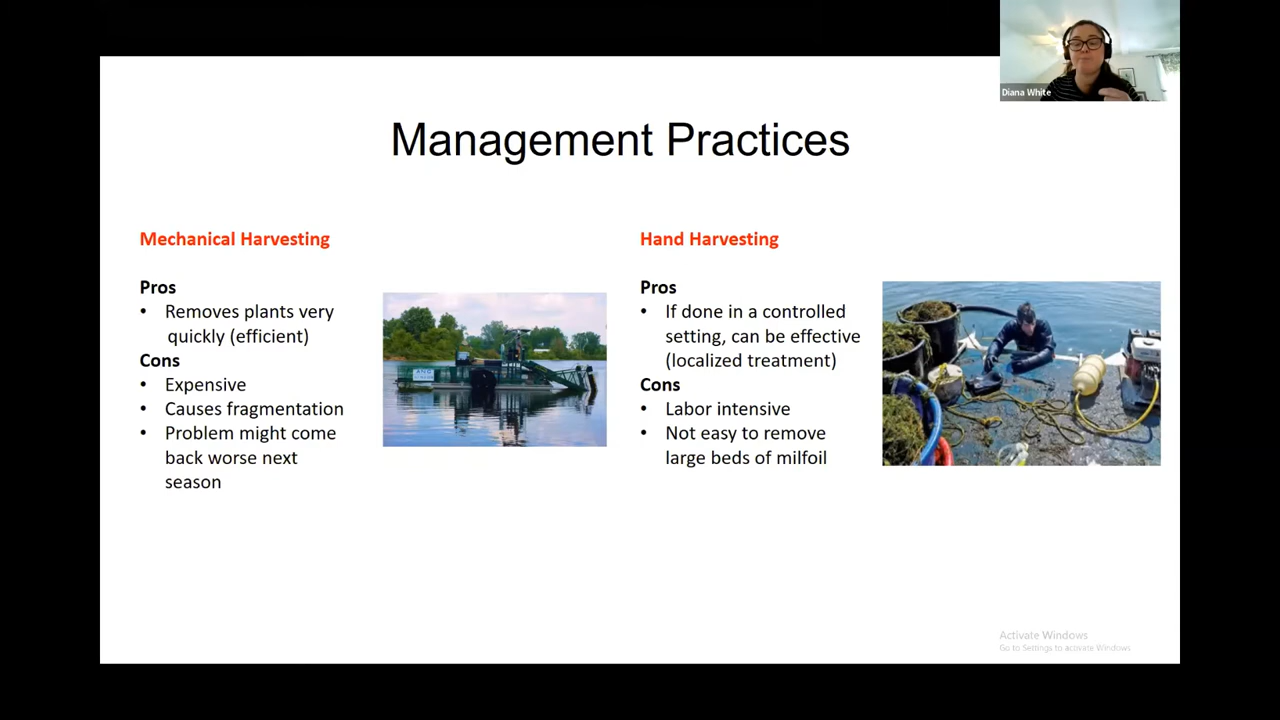 Diana White
Management Practices
Mechanical Harvesting
Pros
• Removes plants very
quickly (efficient)
Cons
• Expensive
• Causes fragmentation
• Problem might come
back worse next
season
Hand Harvesting
Pros
• If done in a controlled
setting, can be effective
(localized treatment)
Cons
• Labor intensive
• Not easy to remove
large beds of milfoil
Activate Windows
Go to Settings to activate Windows.